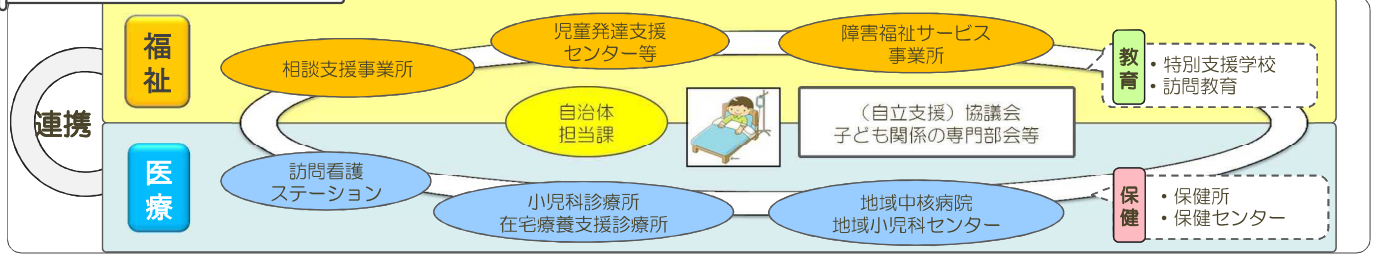 連携
福
祉
相談支援事業所
児童発達支援
センター等
障害福祉サービス
事業所
教
育
・特別支援学校
・訪問教育
自治体
担当課
（自立支援）協議会
子ども関係の専門部会等
医
療
訪問看護
ステーション
小児科診療所
在宅療養支援診療所
地域中核病院
地域小児科センター
保
健
・保健所
・保健センター